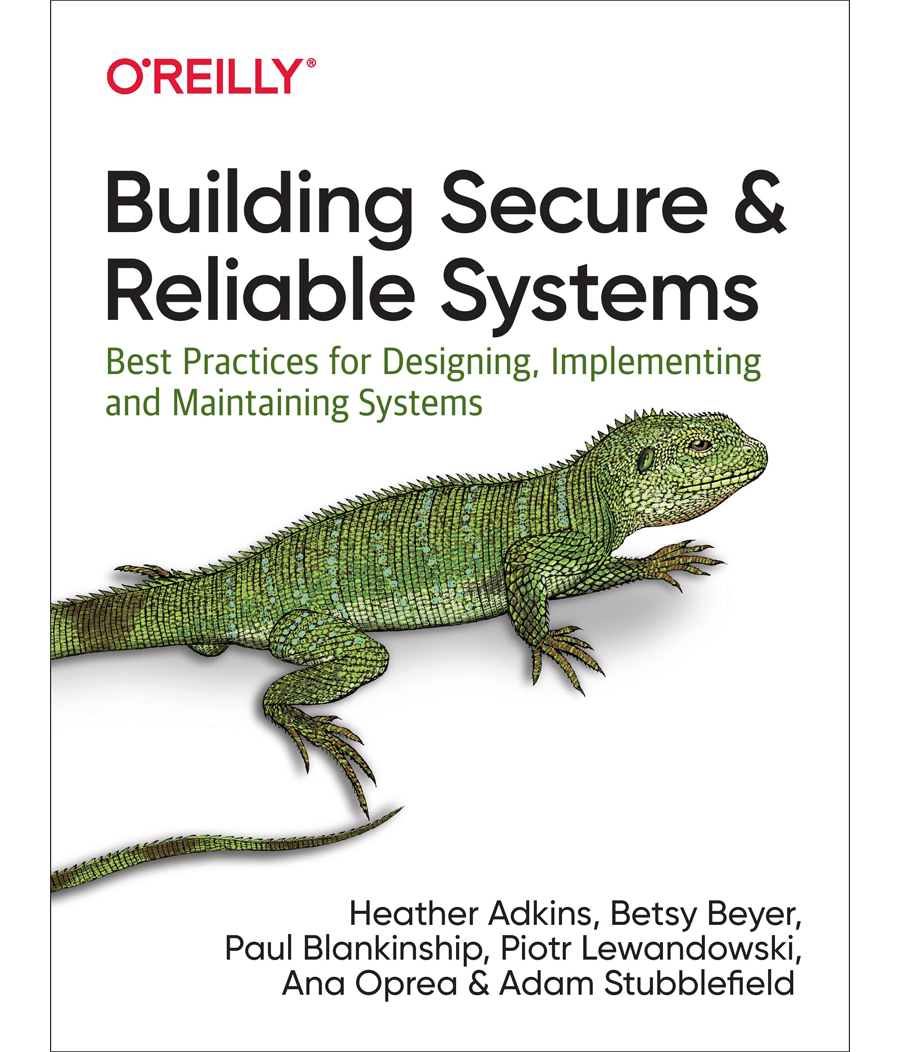 O'REILLY®
Building Secure &
Reliable Systems
Best Practices for Designing, Implementing
and Maintaining Systems
Heather Adkins, Betsy Beyer,
Paul Blankinship, Piotr Lewandowski,
Ana Oprea & Adam Stubblefield